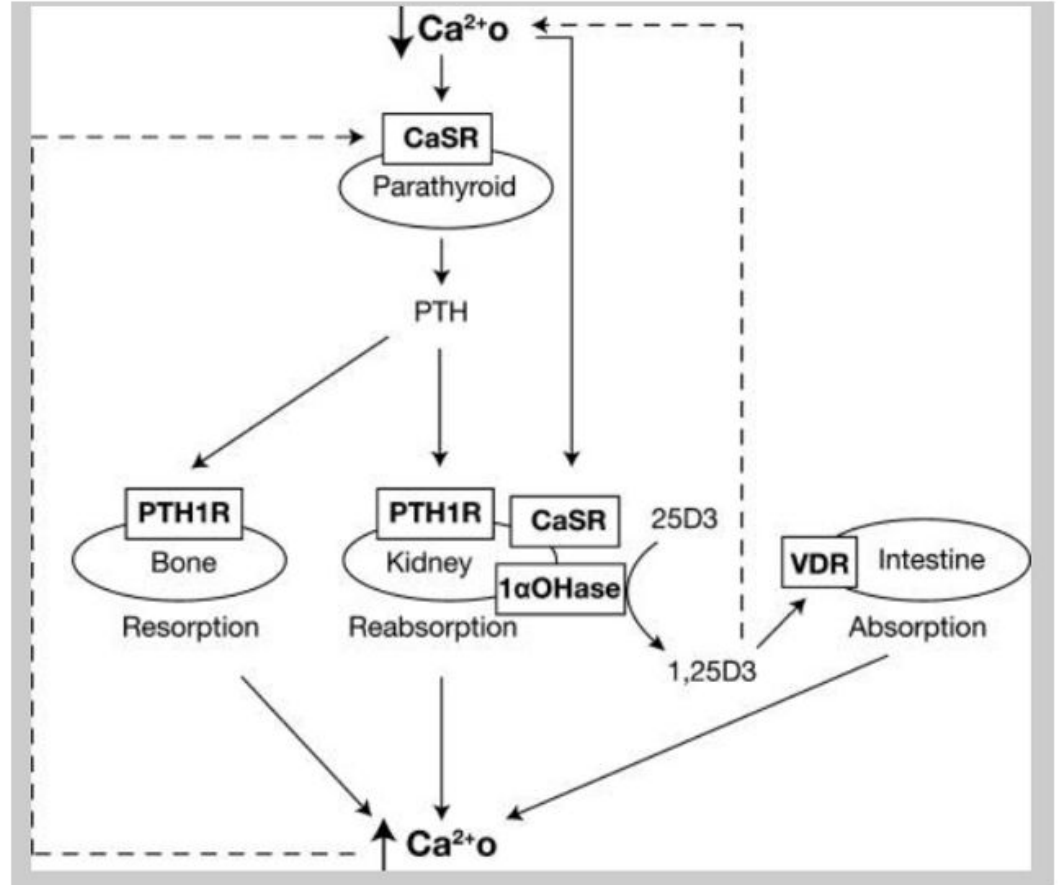 ↓ Ca²⁺o
CaSR
Parathyroid
PTH
PTH1R
Bone
Resorption
PTH1R
Kidney
Reabsorption
CaSR
1αOHase
25D3
1,25D3
VDR
Intestine
Absorption
↑ Ca²⁺o